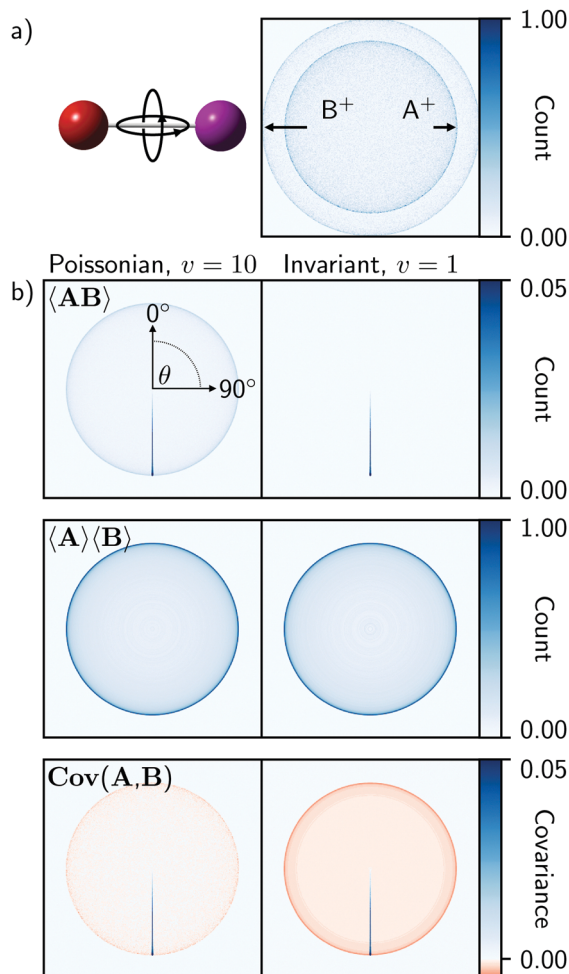 a)
1.00
B⁺
A⁺
Count
0.00
Poissonian, v = 10
Invariant, v = 1
b)
⟨AB⟩
0°
θ
90°
0.05
Count
0.00
⟨A⟩⟨B⟩
1.00
Count
0.00
Cov(A,B)
0.05
Covariance
0.00